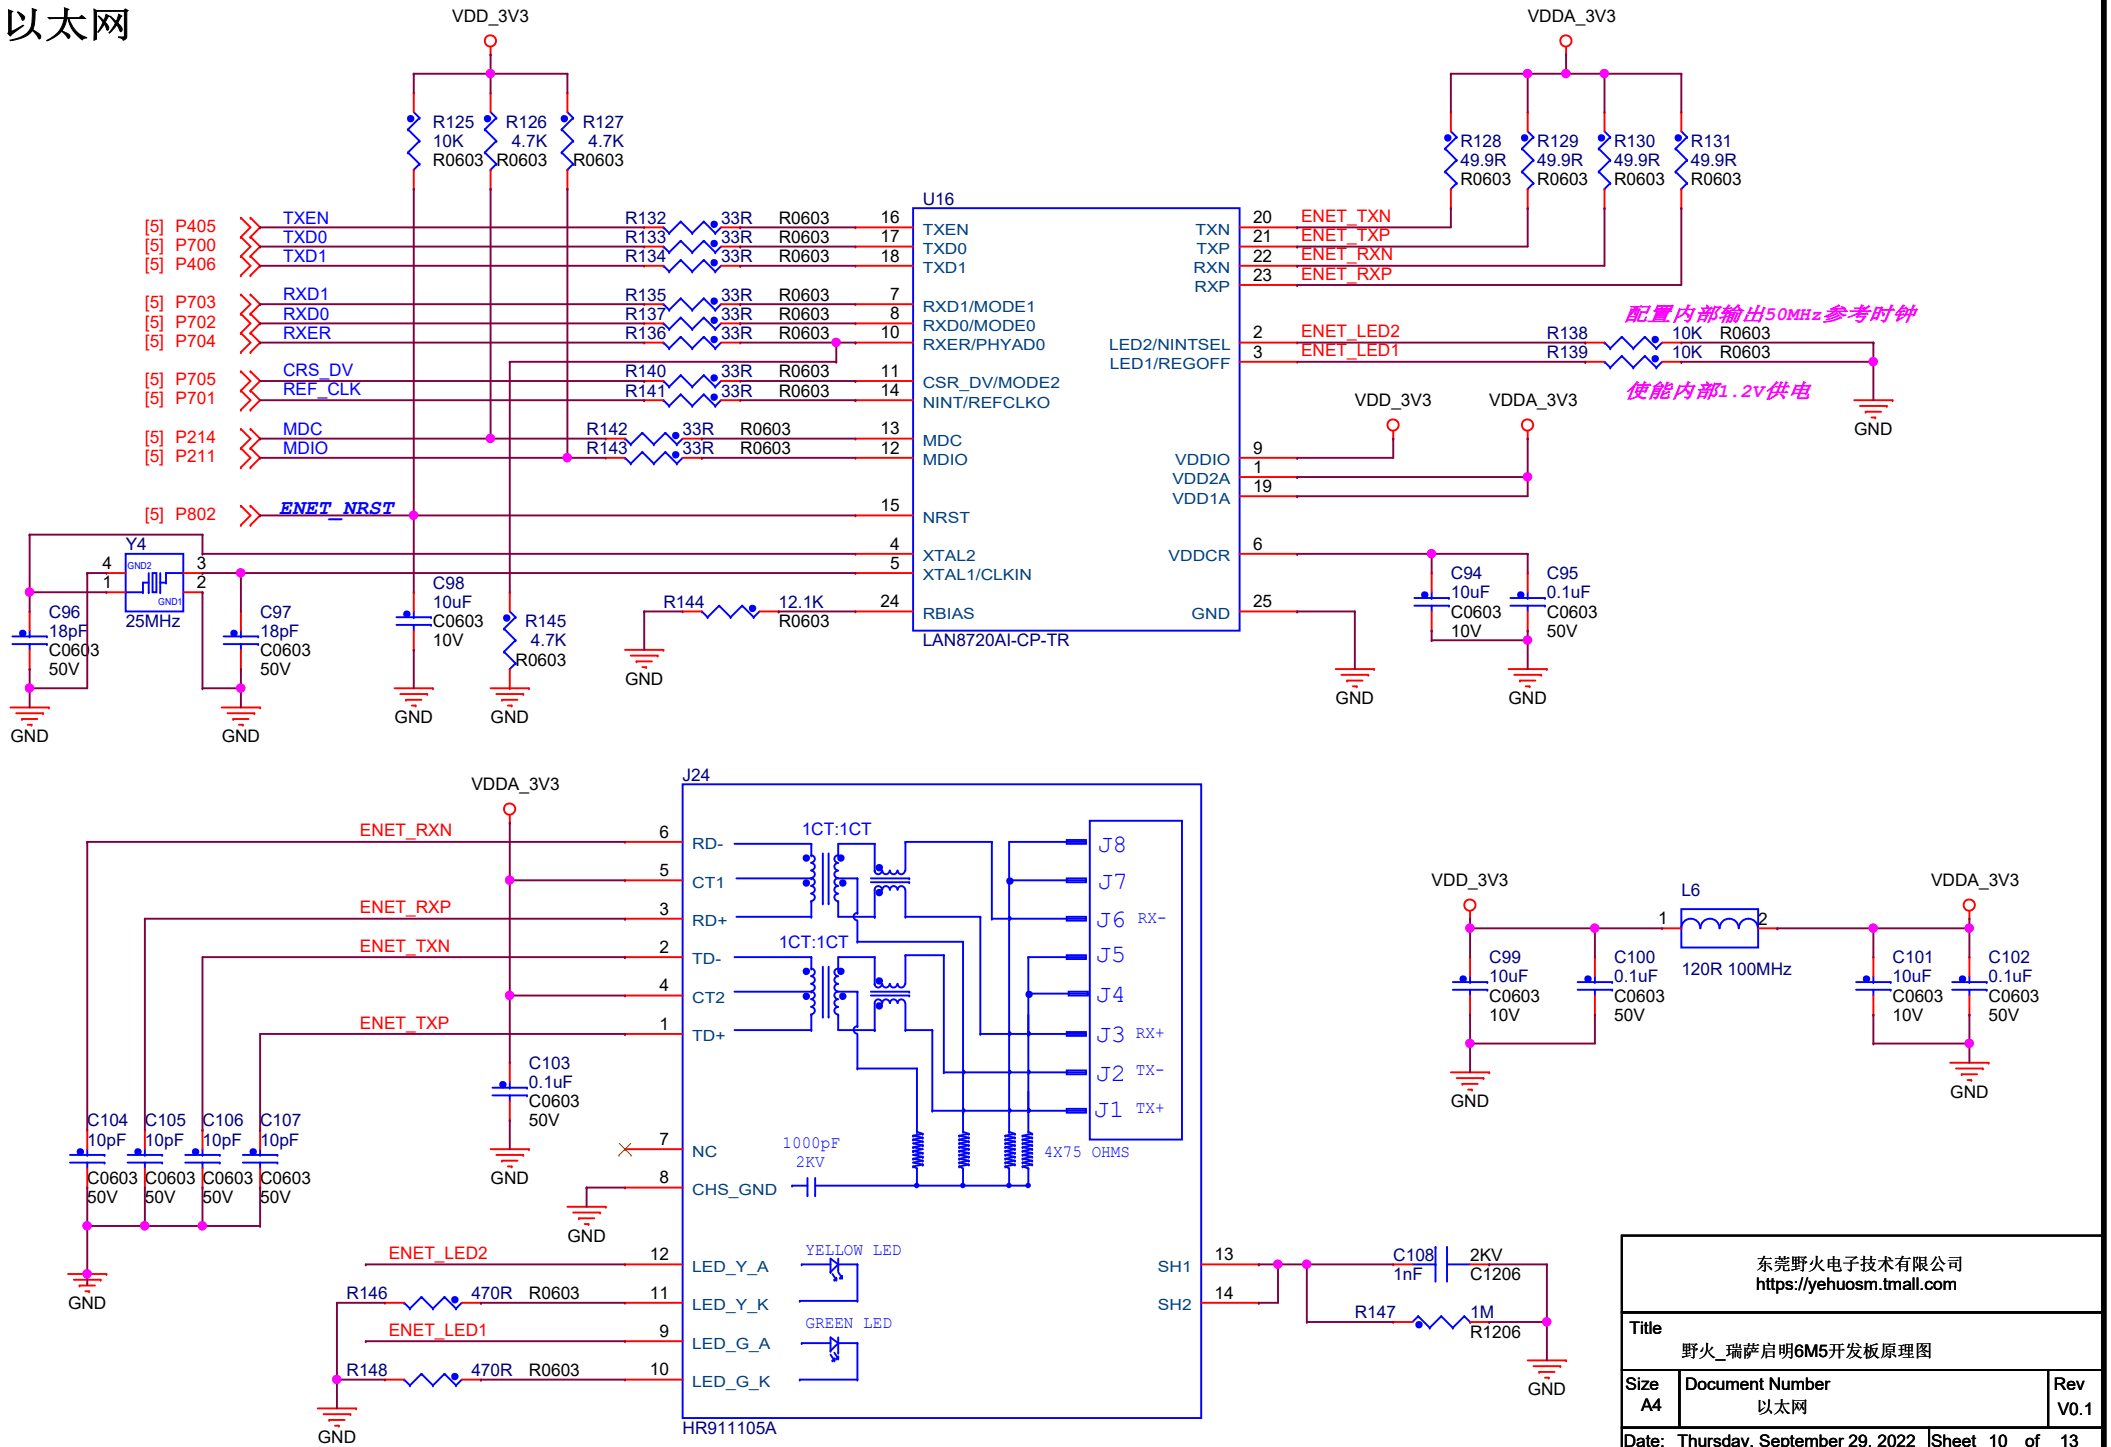 以太网
VDD_3V3
VDDA_3V3
R125
10K
R0603
R126
4.7K
R0603
R127
4.7K
R0603
R128
49.9R
R0603
R129
49.9R
R0603
R130
49.9R
R0603
R131
49.9R
R0603
U16
[5] P405 TXEN R132 33R R0603 16 TXEN
[5] P700 TXD0 R133 33R R0603 17 TXD0
[5] P406 TXD1 R134 33R R0603 18 TXD1
[5] P703 RXD1 R135 33R R0603 7 RXD1/MODE1
[5] P702 RXD0 R137 33R R0603 8 RXD0/MODE0
[5] P704 RXER R136 33R R0603 10 RXER/PHYAD0
[5] P705 CRS_DV R140 33R R0603 11 CSR_DV/MODE2
[5] P701 REF_CLK R141 33R R0603 14 NINT/REFCLKO
[5] P214 MDC R142 33R R0603 13 MDC
[5] P211 MDIO R143 33R R0603 12 MDIO
[5] P802 ENET_NRST 15 NRST
4 XTAL2
5 XTAL1/CLKIN
R144 12.1K R0603 24 RBIAS
GND
TXN 20 ENET_TXN
TXP 21 ENET_TXP
RXN 22 ENET_RXN
RXP 23 ENET_RXP
配置内部输出50MHz参考时钟
LED2/NINTSEL 2 ENET_LED2 R138 10K R0603
LED1/REGOFF 3 ENET_LED1 R139 10K R0603
使能内部1.2V供电
GND
VDD_3V3
VDDA_3V3
VDDIO 9
VDD2A 1
VDD1A 19
VDDCR 6
GND 25
LAN8720AI-CP-TR
GND
C94
10uF
C0603
10V
C95
0.1uF
C0603
50V
GND
Y4
4
1
GND2
GND1
3
2
25MHz
C96
18pF
C0603
50V
GND
C97
18pF
C0603
50V
GND
C98
10uF
C0603
10V
GND
R145
4.7K
R0603
GND
VDDA_3V3
J24
ENET_RXN 6 RD-
5 CT1
ENET_RXP 3 RD+
ENET_TXN 2 TD-
4 CT2
ENET_TXP 1 TD+
7 NC
8 CHS_GND
GND
ENET_LED2 12 LED_Y_A
R146 470R R0603 11 LED_Y_K
ENET_LED1 9 LED_G_A
R148 470R R0603 10 LED_G_K
GND
HR911105A
C103
0.1uF
C0603
50V
GND
C104
10pF
C0603
50V
C105
10pF
C0603
50V
C106
10pF
C0603
50V
C107
10pF
C0603
50V
GND
1CT:1CT
1CT:1CT
J8
J7
J6 RX-
J5
J4
J3 RX+
J2 TX-
J1 TX+
1000pF
2KV
4X75 OHMS
YELLOW LED
GREEN LED
SH1 13
SH2 14
C108
1nF
2KV
C1206
R147
1M
R1206
GND
VDD_3V3
VDDA_3V3
L6
1
2
120R 100MHz
C99
10uF
C0603
10V
C100
0.1uF
C0603
50V
GND
C101
10uF
C0603
10V
C102
0.1uF
C0603
50V
GND
东莞野火电子技术有限公司
https://yehuosm.tmall.com
Title
野火_瑞萨启明6M5开发板原理图
Size
A4
Document Number
以太网
Rev
V0.1
Date: Thursday, September 29, 2022 Sheet 10 of 13